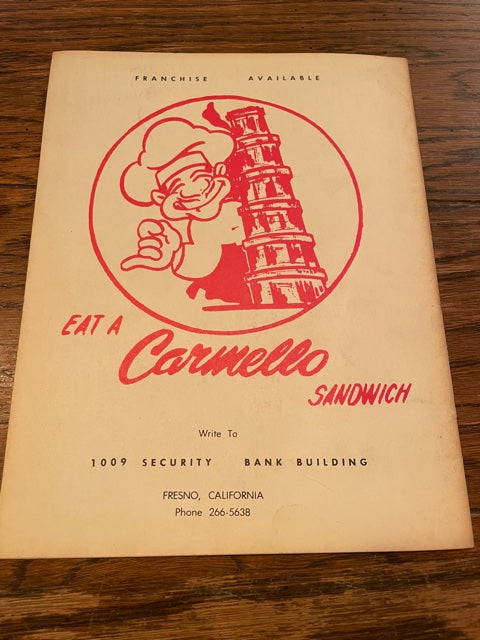 FRANCHISE AVAILABLE
EAT A
Carmello
SANDWICH
Write To
1009 SECURITY BANK BUILDING
FRESNO, CALIFORNIA
Phone 266-5638